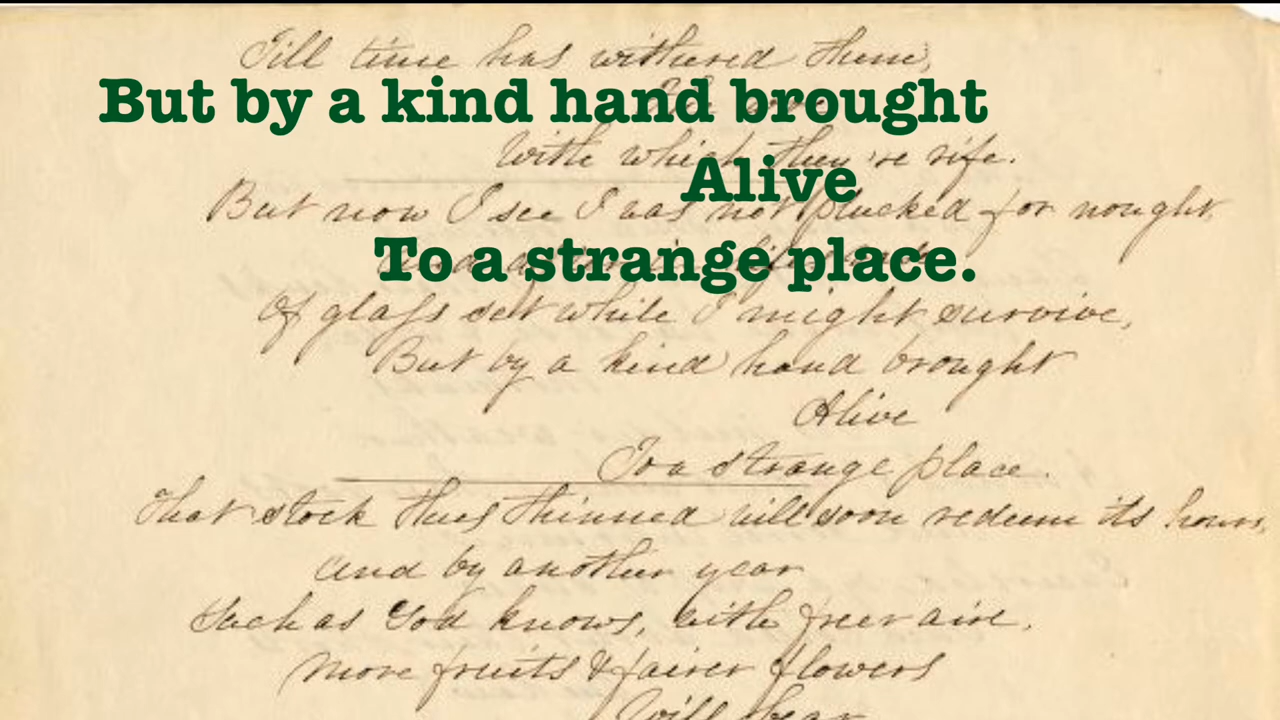 Till time has withered them,
But by a kind hand brought
With which they're rife.
Alive
But now I see I was not plucked for nought,
To a strange place.
Of glass set while I might survive,
But by a kind hand brought
Alive
To a strange place.
That stock thus thinned will soon redeem its hours,
And by another year
Such as God knows, with freer air,
More fruits & fairer flowers
Will bear